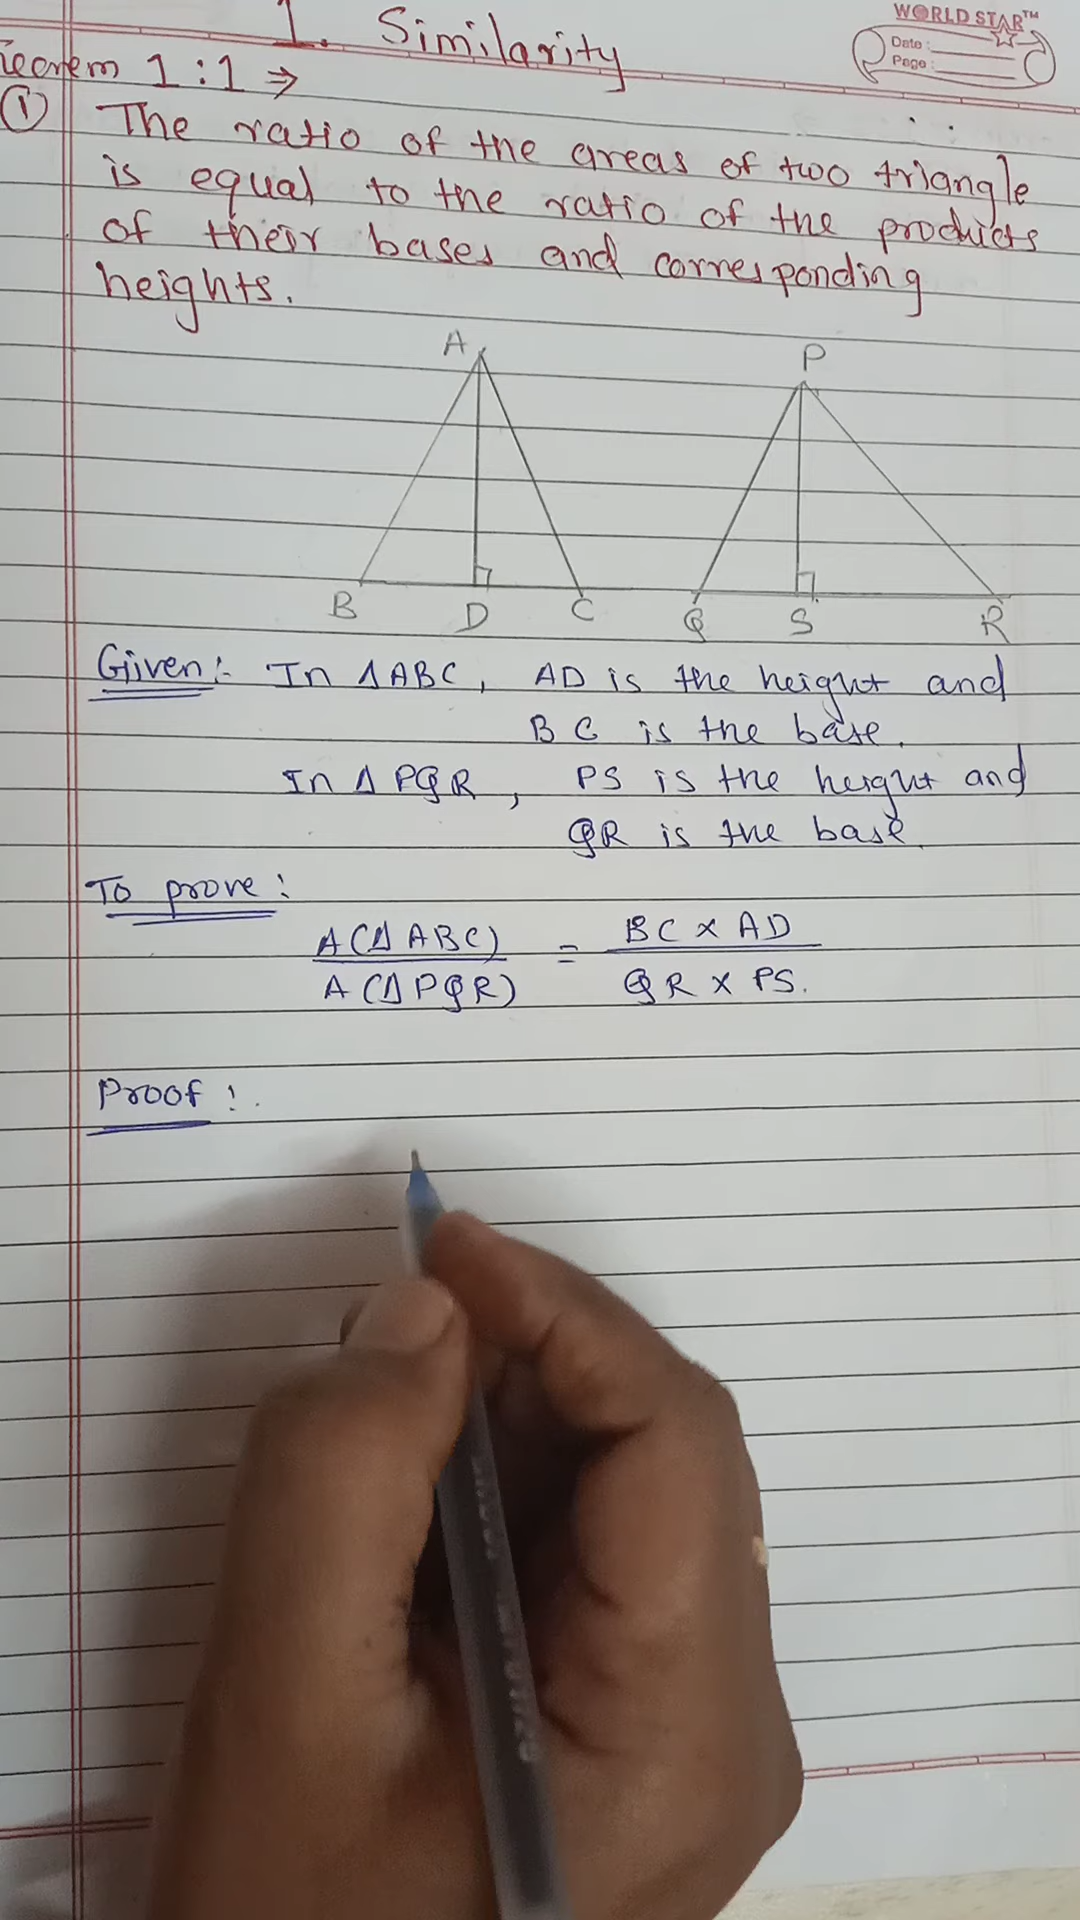 1. Similarity
WORLD STAR™
Date :
Page :
eorem 1:1 ⇒
① The ratio of the areas of two triangle
is equal to the ratio of the products
of their bases and corresponding
heights.
A
P
B D C Q S R
Given:- In ΔABC, AD is the height and
BC is the base.
In Δ PQR, PS is the height and
QR is the base.
To prove:
A(Δ ABC) = BC × AD
A(Δ PQR) QR × PS.
Proof :.